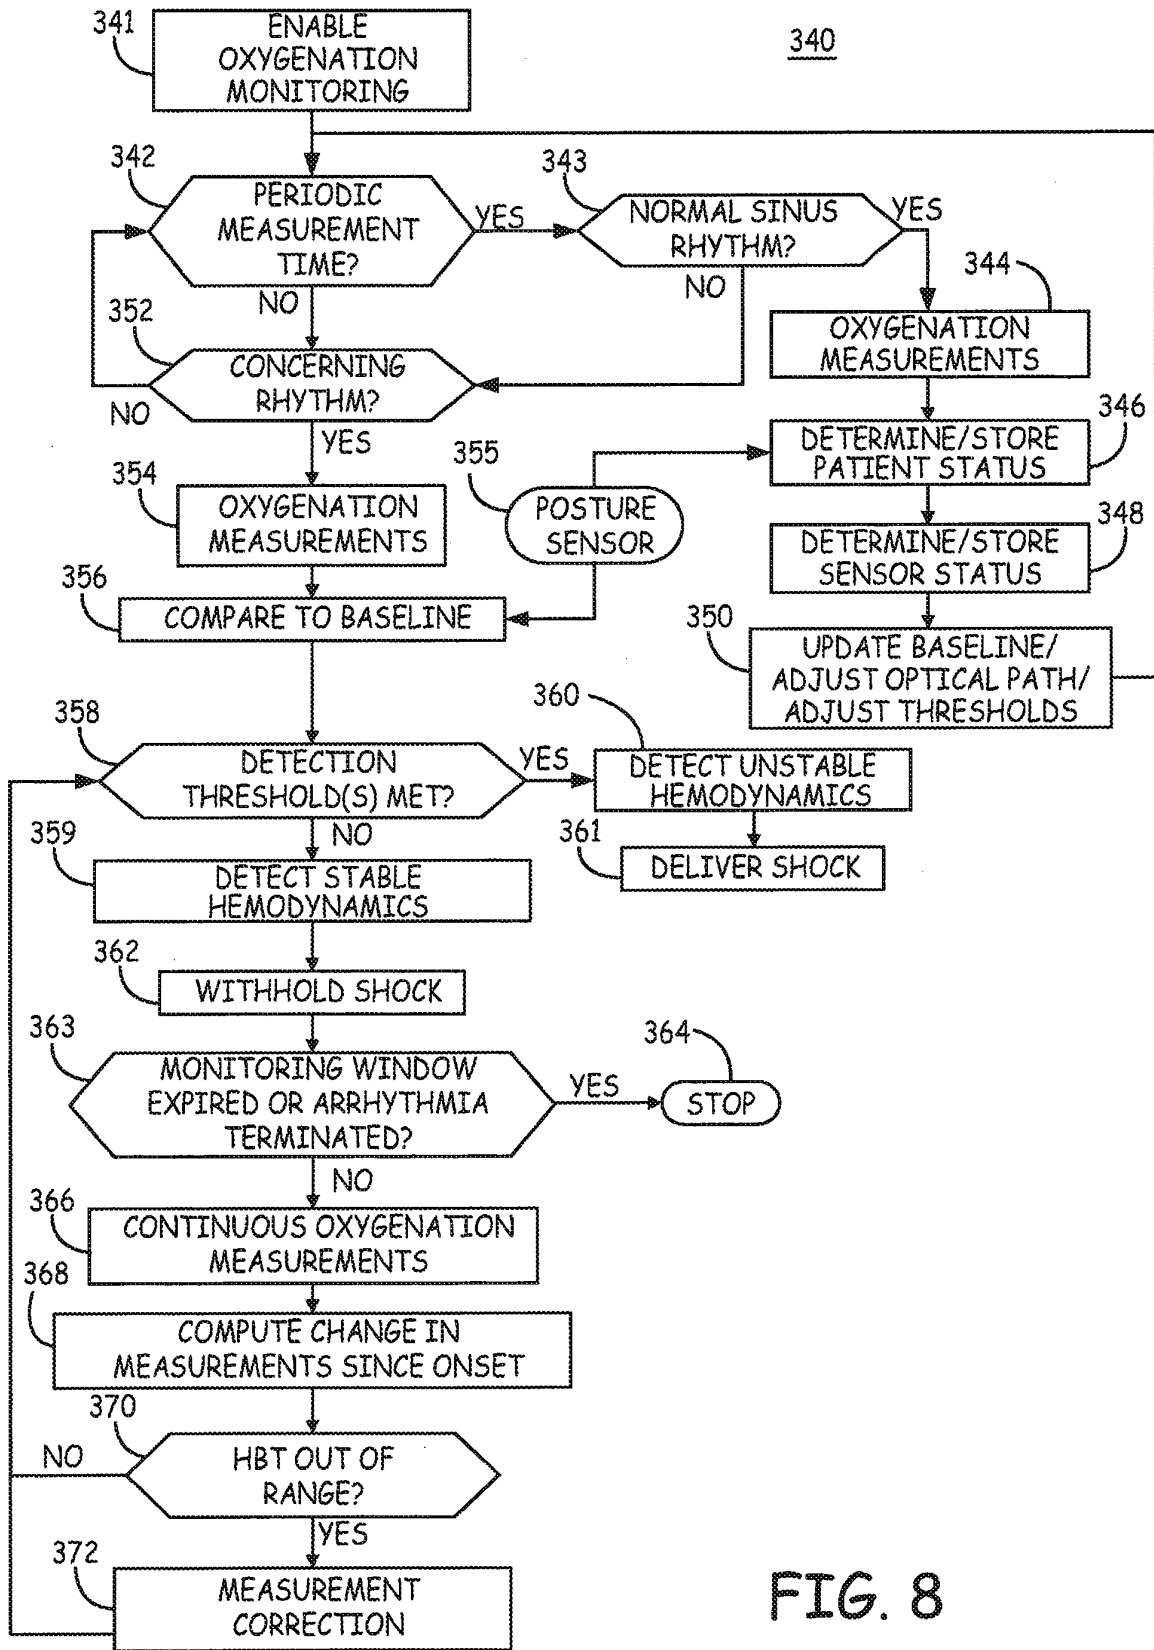 341
ENABLE
OXYGENATION
MONITORING
340
342
PERIODIC
MEASUREMENT
TIME?
YES
NO
343
NORMAL SINUS
RHYTHM?
YES
NO
344
OXYGENATION
MEASUREMENTS
352
CONCERNING
RHYTHM?
NO
YES
346
DETERMINE/STORE
PATIENT STATUS
355
POSTURE
SENSOR
354
OXYGENATION
MEASUREMENTS
348
DETERMINE/STORE
SENSOR STATUS
356
COMPARE TO BASELINE
350
UPDATE BASELINE/
ADJUST OPTICAL PATH/
ADJUST THRESHOLDS
358
DETECTION
THRESHOLD(S) MET?
YES
NO
360
DETECT UNSTABLE
HEMODYNAMICS
361
DELIVER SHOCK
359
DETECT STABLE
HEMODYNAMICS
362
WITHHOLD SHOCK
363
MONITORING WINDOW
EXPIRED OR ARRHYTHMIA
TERMINATED?
YES
364
STOP
NO
366
CONTINUOUS OXYGENATION
MEASUREMENTS
368
COMPUTE CHANGE IN
MEASUREMENTS SINCE ONSET
370
HBT OUT OF
RANGE?
NO
YES
372
MEASUREMENT
CORRECTION
FIG. 8